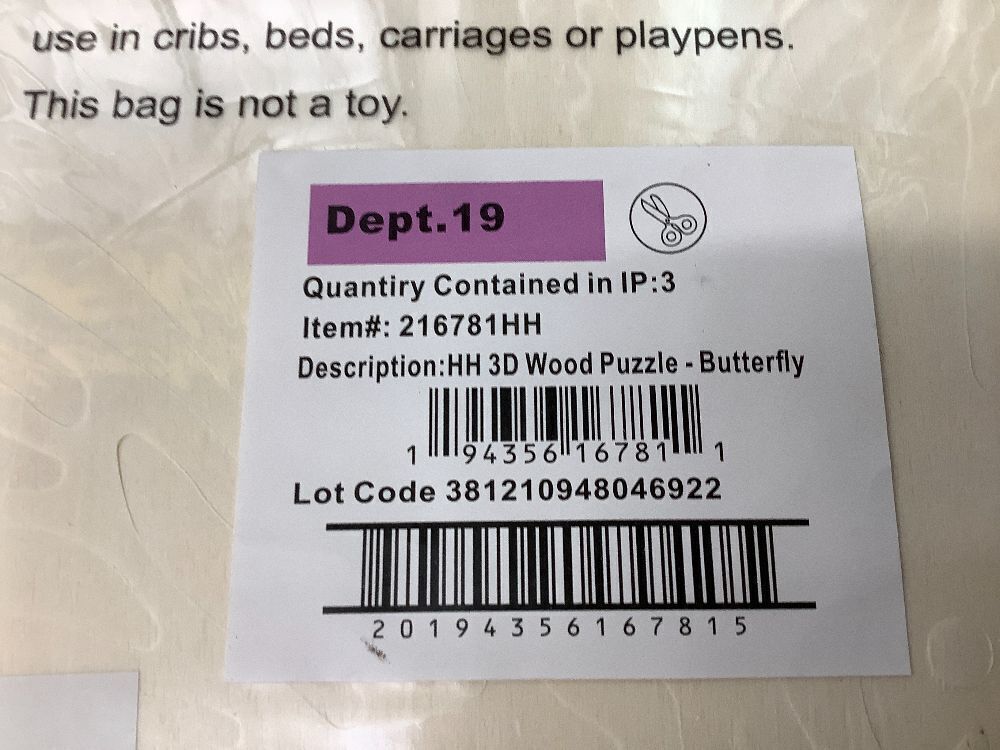 use in cribs, beds, carriages or playpens.
This bag is not a toy.
Dept.19
Quantiry Contained in IP:3
Item#: 216781HH
Description:HH 3D Wood Puzzle - Butterfly
1 94356 16781 1
Lot Code 381210948046922
20194356167815